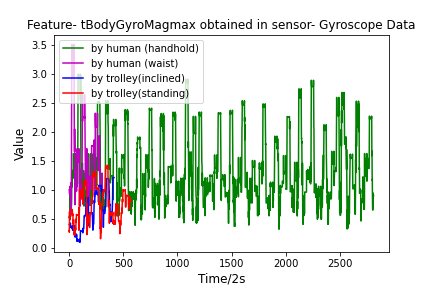 Feature- tBodyGyroMagmax obtained in sensor- Gyroscope Data
by human (handhold)
by human (waist)
by trolley(inclined)
by trolley(standing)
Value
3.5
3.0
2.5
2.0
1.5
1.0
0.5
0.0
0 500 1000 1500 2000 2500
Time/2s